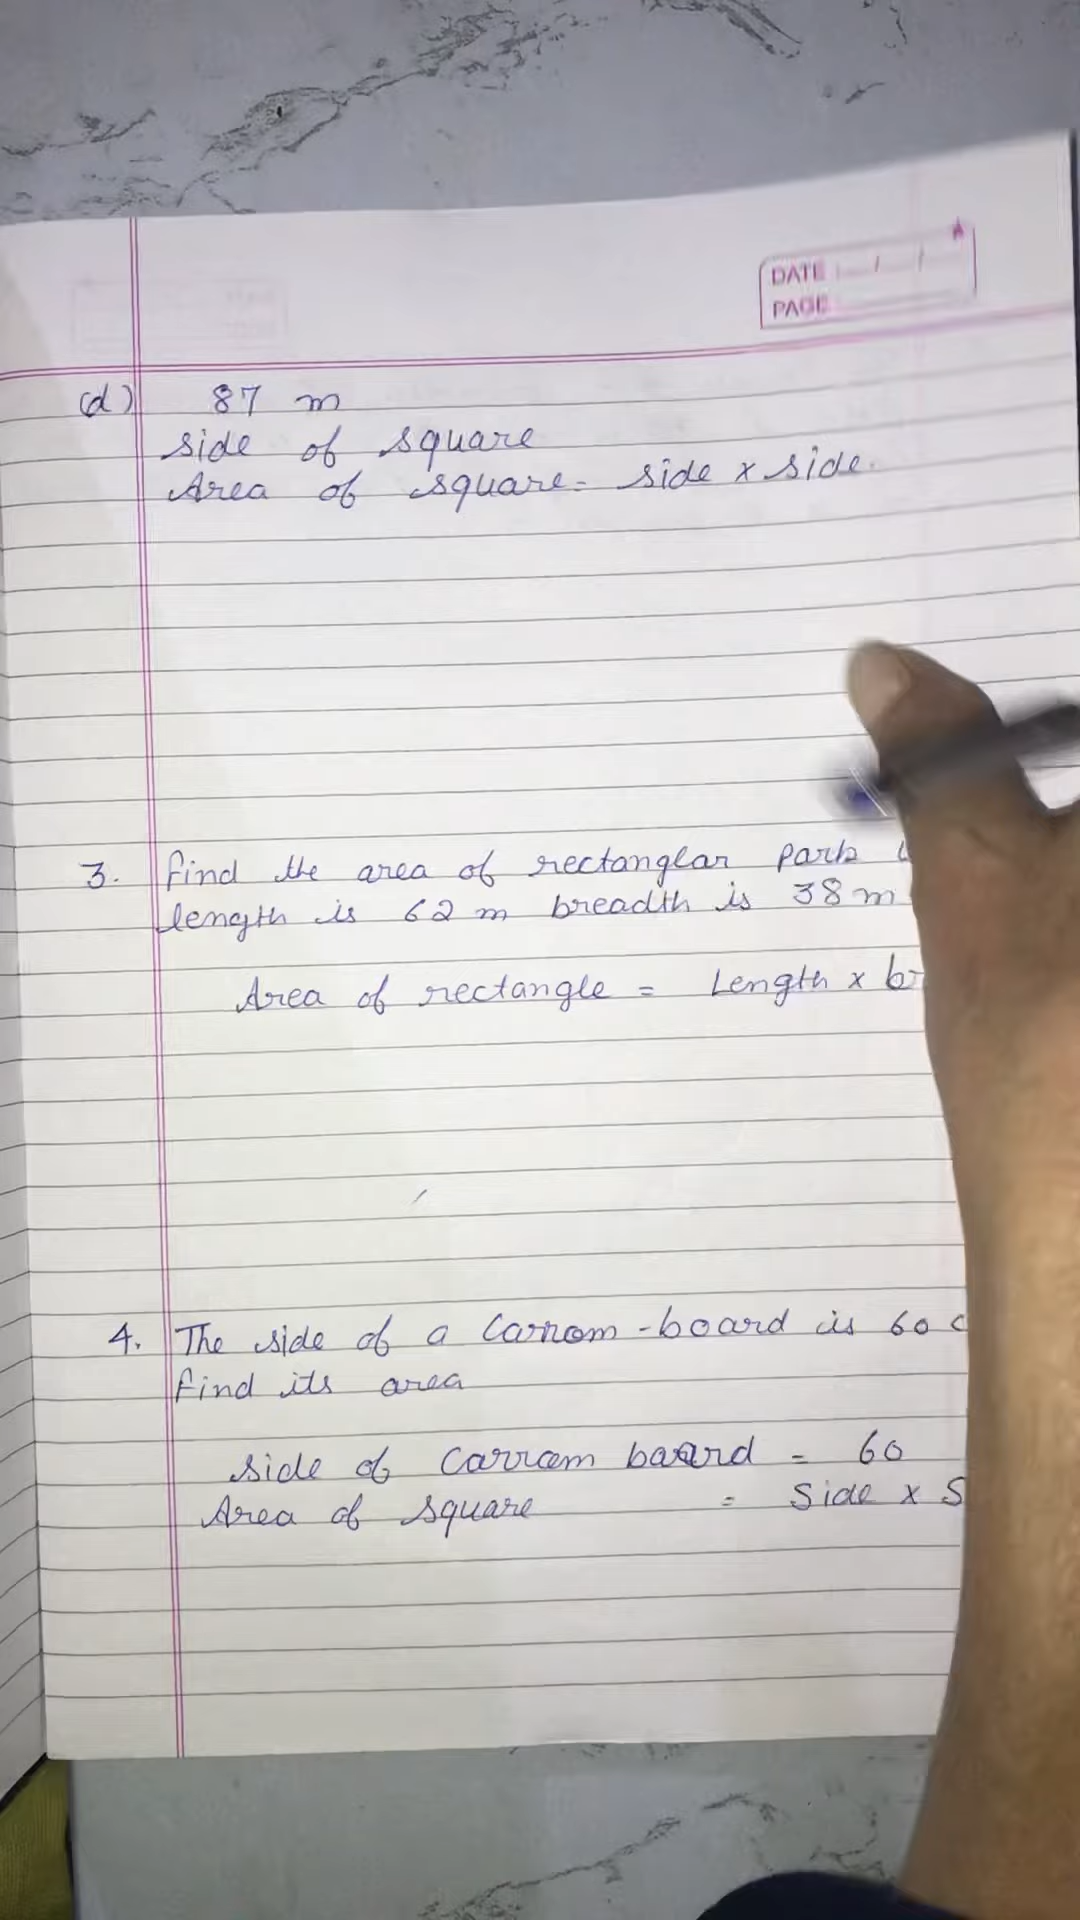 DATE
PAGE
(d) 87 m
side of square
Area of square = side x side.
3. Find the area of rectanglar park
length is 62 m breadth is 38 m
Area of rectangle = Length x
4. The side of a Carrom-board is 60
Find its area
side of Carrom board = 60
Area of square = Side x